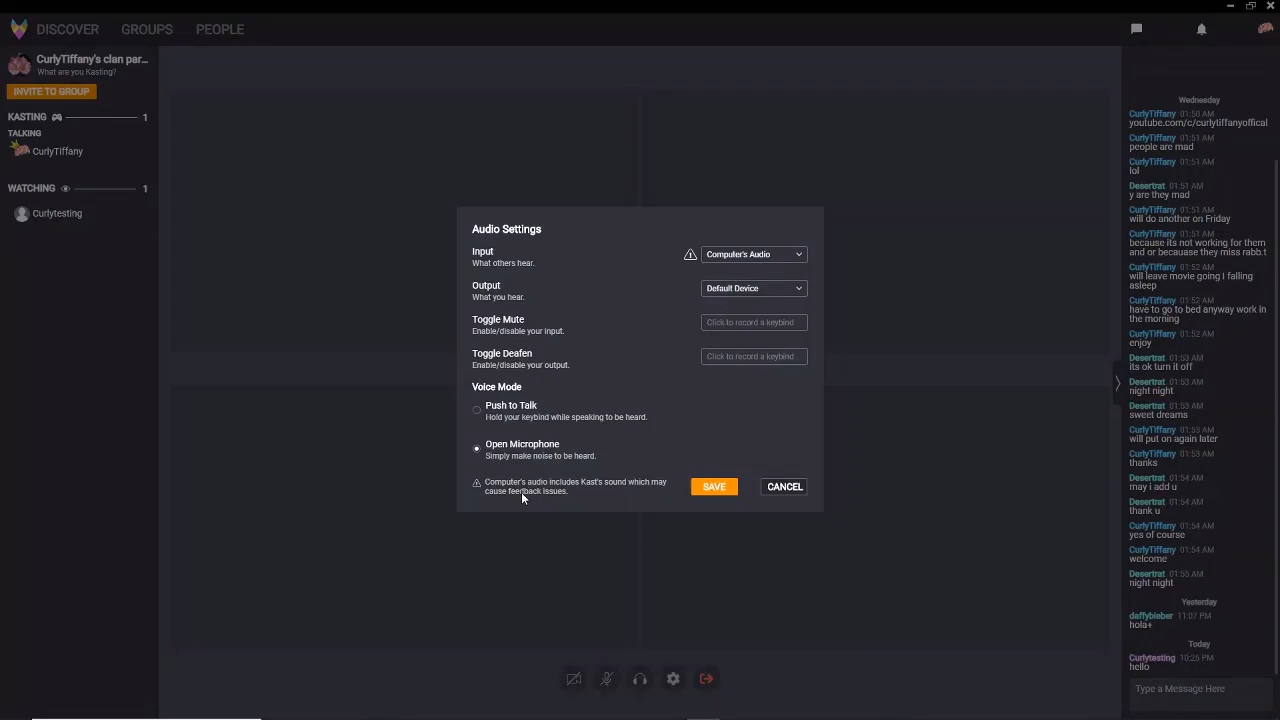 DISCOVER GROUPS PEOPLE
CurlyTiffany's clan par...
What are you Kasting?
INVITE TO GROUP
KASTING 1
TALKING
CurlyTiffany
WATCHING 1
Curlytesting
Audio Settings
Input
What others hear.
Computer's Audio
Output
What you hear.
Default Device
Toggle Mute
Enable/disable your input.
Click to record a keybind
Toggle Deafen
Enable/disable your output.
Click to record a keybind
Voice Mode
Push to Talk
Hold your keybind while speaking to be heard.
Open Microphone
Simply make noise to be heard.
Computer's audio includes Kast's sound which may
cause feedback issues.
SAVE CANCEL
Wednesday
CurlyTiffany 01:50 AM
youtube.com/c/curlytiffanyoffical
CurlyTiffany 01:51 AM
people are mad
CurlyTiffany 01:51 AM
lol
Desertrat 01:51 AM
y are they mad
CurlyTiffany 01:51 AM
will do another on Friday
CurlyTiffany 01:51 AM
because its not working for them
and or becauase they miss rabb.t
CurlyTiffany 01:52 AM
will leave movie going I falling
asleep
CurlyTiffany 01:52 AM
have to go to bed anyway work in
the morning
CurlyTiffany 01:52 AM
enjoy
Desertrat 01:53 AM
its ok turn it off
Desertrat 01:53 AM
night night
Desertrat 01:53 AM
sweet dreams
CurlyTiffany 01:53 AM
will put on again later
CurlyTiffany 01:53 AM
thanks
Desertrat 01:54 AM
may i add u
Desertrat 01:54 AM
thank u
CurlyTiffany 01:54 AM
yes of course
CurlyTiffany 01:54 AM
welcome
Desertrat 01:55 AM
night night
Yesterday
daffybieber 11:07 PM
hola+
Today
Curlytesting 10:25 PM
hello
Type a Message Here